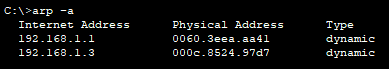 C:\>arp -a
Internet Address Physical Address Type
192.168.1.1 0060.3eea.aa41 dynamic
192.168.1.3 000c.8524.97d7 dynamic